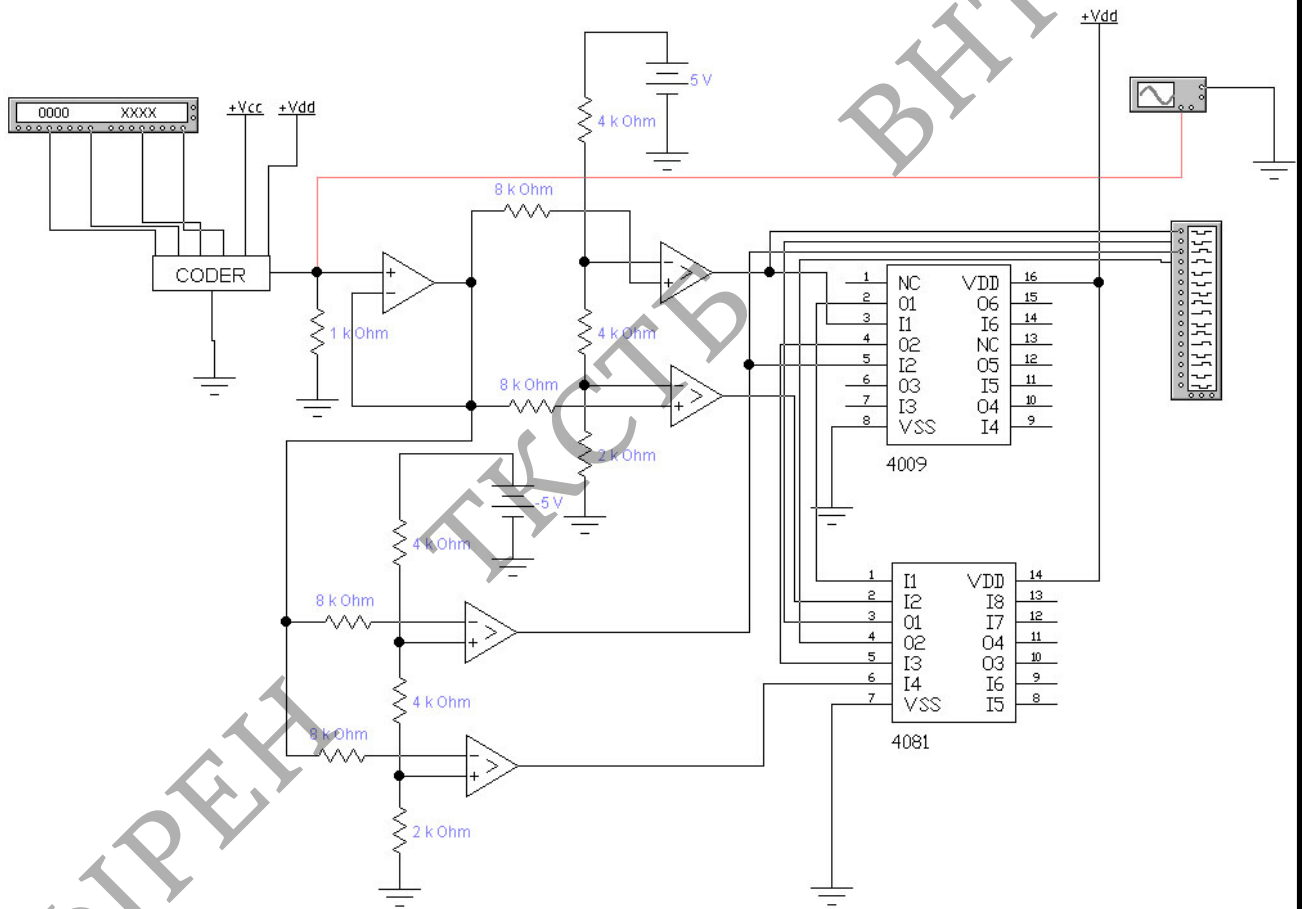 +Vdd
ВНТ
-5 V
0000 XXXX
+Vcc +Vdd
4 k Ohm
8 k Ohm
CODER
1 k Ohm
4 k Ohm
8 k Ohm
2 k Ohm
1 NC VDD 16
2 O1 O6 15
3 I1 I6 14
4 O2 NC 13
5 I2 O5 12
6 O3 I5 11
7 I3 O4 10
8 VSS I4 9
4009
ТКСТЬ
-5 V
4 k Ohm
8 k Ohm
4 k Ohm
8 k Ohm
2 k Ohm
1 I1 VDD 14
2 I2 I8 13
3 O1 I7 12
4 O2 O4 11
5 I3 O3 10
6 I4 I6 9
7 VSS I5 8
4081
ЫРЕН